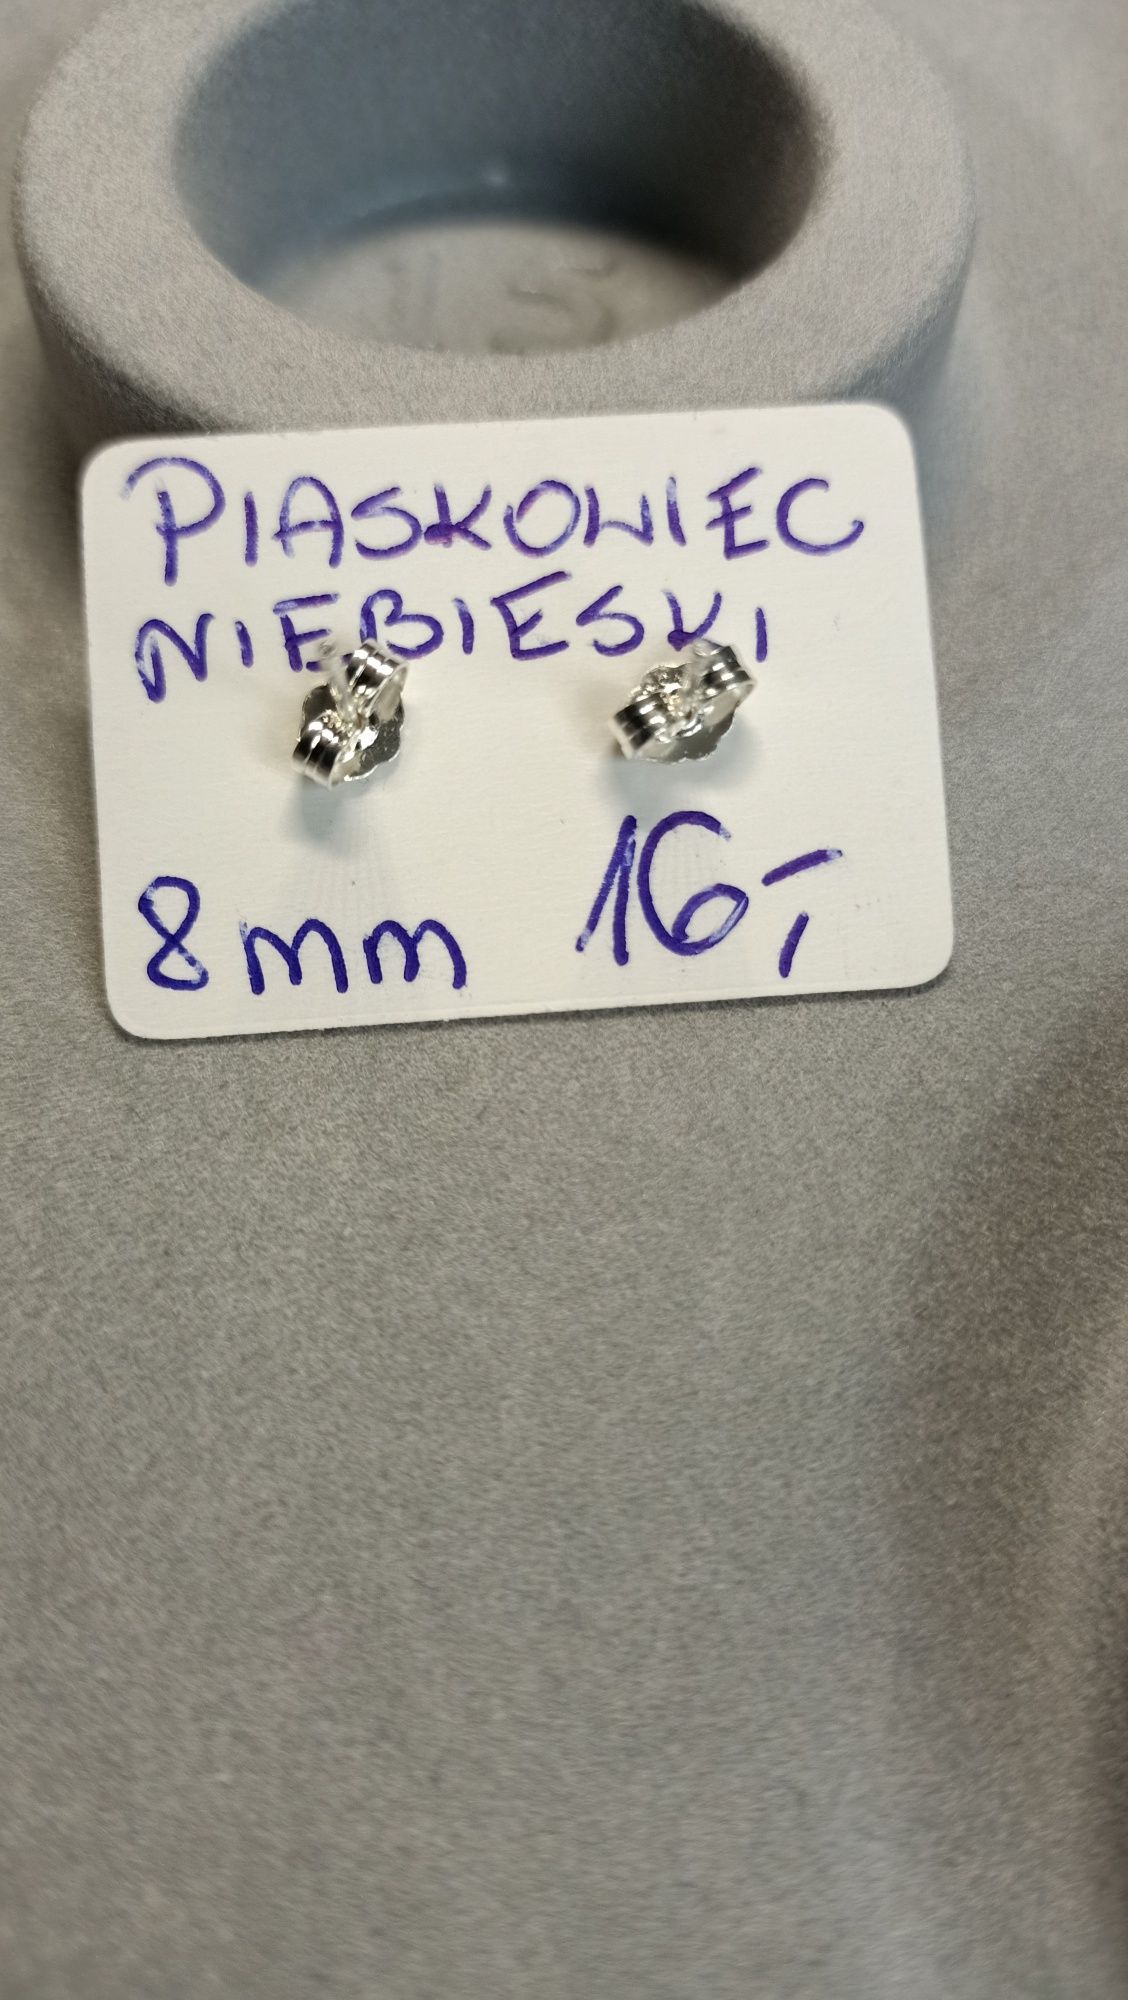 PIASKOWIEC
NIEBIESKI
8mm 16,-